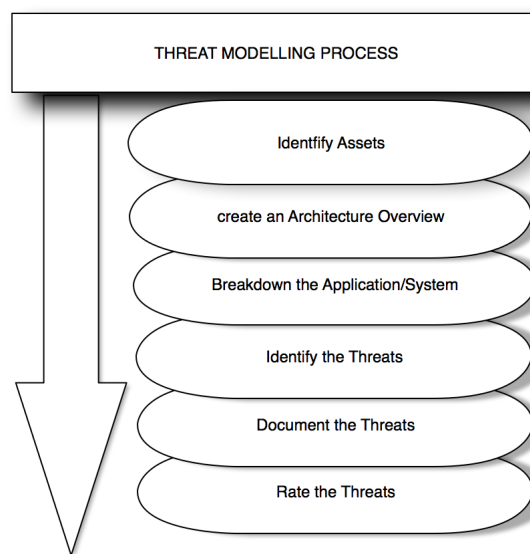 THREAT MODELLING PROCESS
Identfify Assets
create an Architecture Overview
Breakdown the Application/System
Identify the Threats
Document the Threats
Rate the Threats